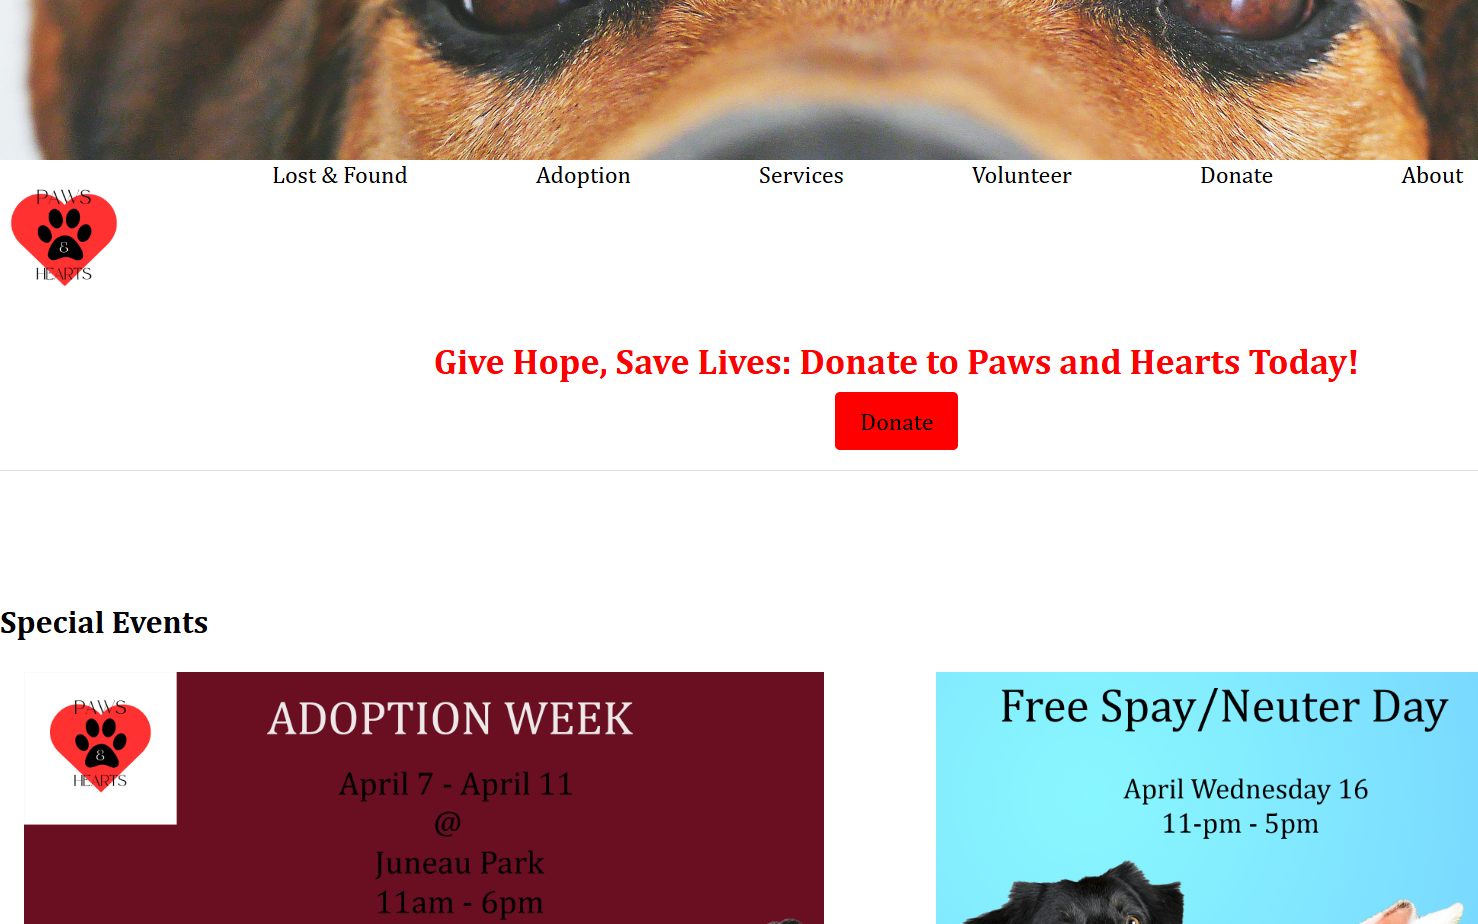 Lost & Found Adoption Services Volunteer Donate About
PAWS
&
HEARTS
Give Hope, Save Lives: Donate to Paws and Hearts Today!
Donate
Special Events
PAWS
&
HEARTS
ADOPTION WEEK
April 7 - April 11
@
Juneau Park
11am - 6pm
Free Spay/Neuter Day
April Wednesday 16
11-pm - 5pm